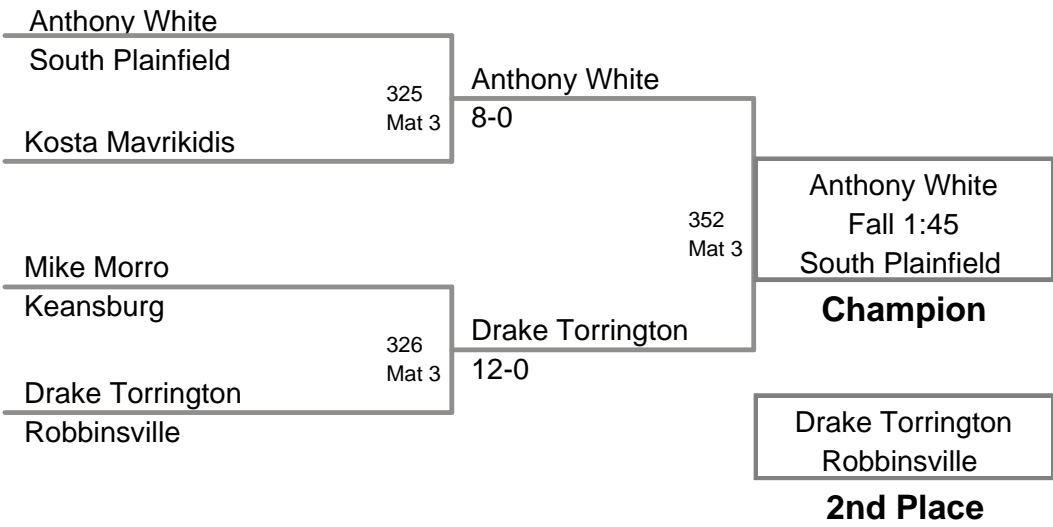 Anthony White
South Plainfield
325
Mat 3
Kosta Mavrikidis
Anthony White
8-0
Mike Morro
Keansburg
326
Mat 3
Drake Torrington
Robbinsville
Drake Torrington
12-0
352
Mat 3
Anthony White
Fall 1:45
South Plainfield
Champion
Drake Torrington
Robbinsville
2nd Place